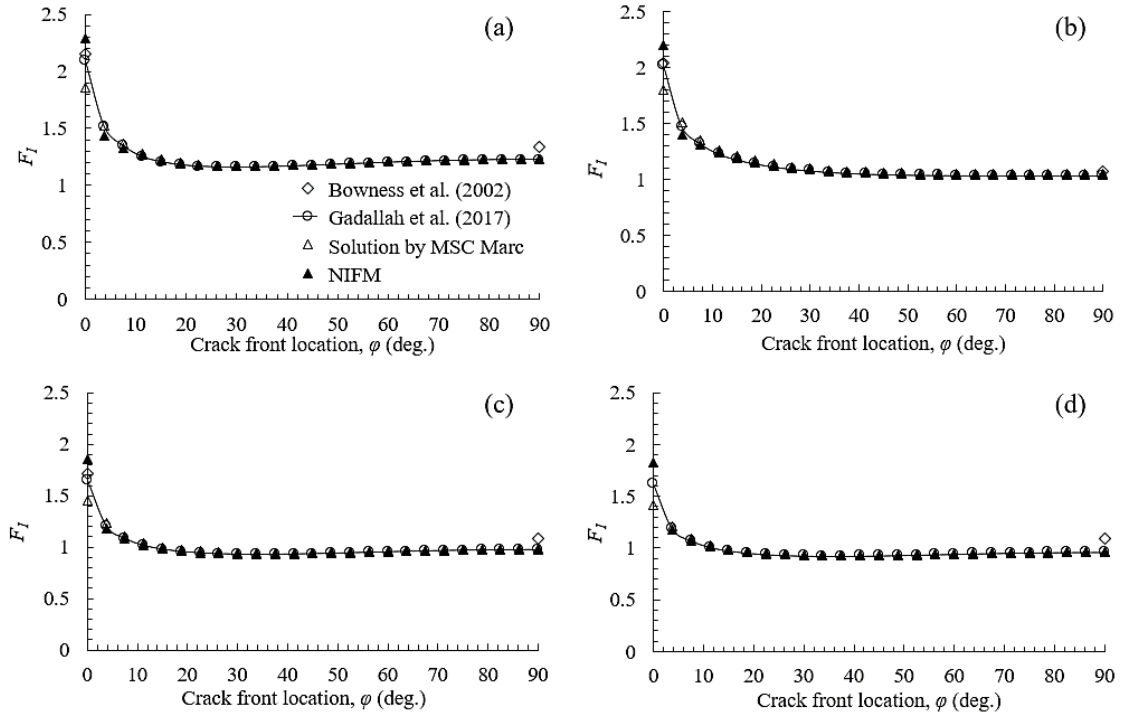 2.5
(a)
2
1.5
F_I
1
◇ Bowness et al. (2002)
Gadallah et al. (2017)
0.5
△ Solution by MSC Marc
▲ NIFM
0
0 10 20 30 40 50 60 70 80 90
Crack front location, φ (deg.)
2.5
(b)
2
1.5
F_I
1
0.5
0
0 10 20 30 40 50 60 70 80 90
Crack front location, φ (deg.)
2.5
(c)
2
1.5
F_I
1
0.5
0
0 10 20 30 40 50 60 70 80 90
Crack front location, φ (deg.)
2.5
(d)
2
1.5
F_I
1
0.5
0
0 10 20 30 40 50 60 70 80 90
Crack front location, φ (deg.)